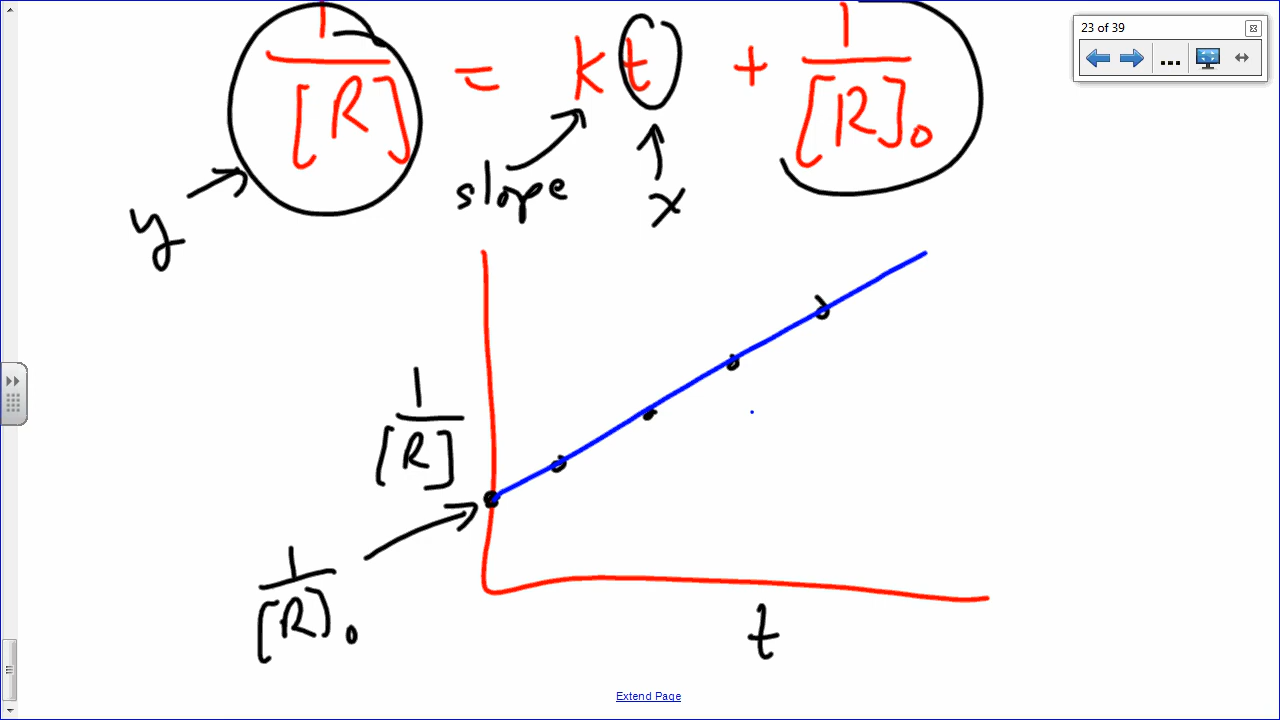 23 of 39
1/[R] = kt + 1/[R]₀
y
slope
x
1/[R]
1/[R]₀
t
Extend Page